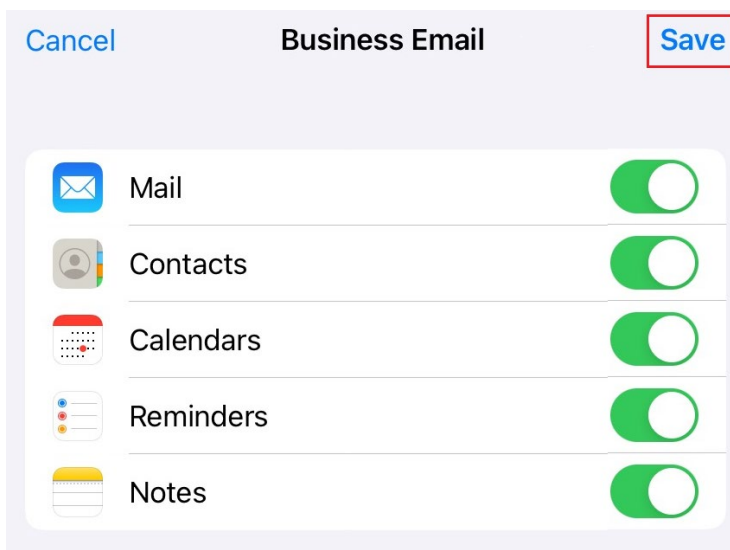 Cancel Business Email Save
Mail
Contacts
Calendars
Reminders
Notes